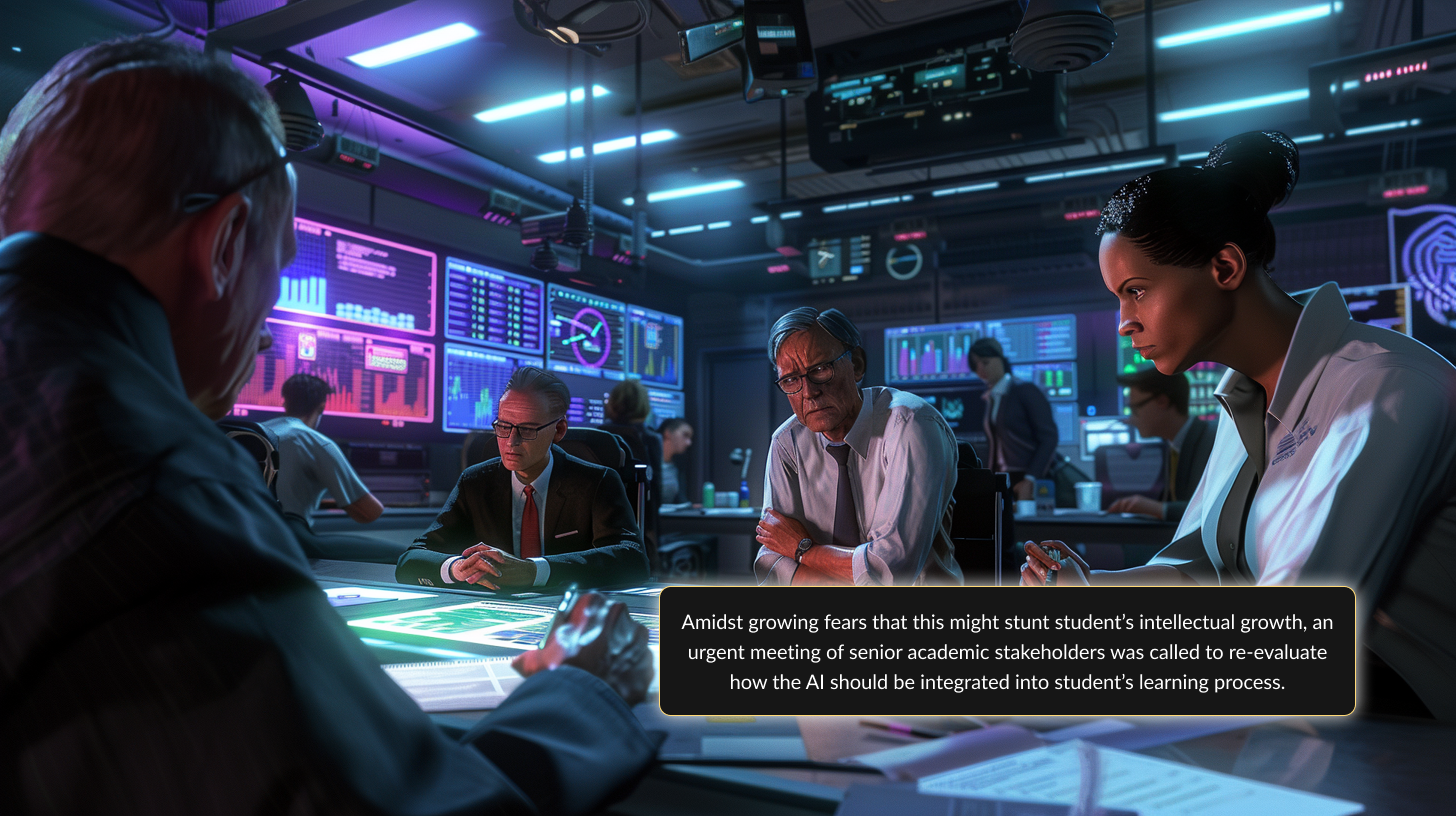 Amidst growing fears that this might stunt student’s intellectual growth, an
urgent meeting of senior academic stakeholders was called to re-evaluate
how the AI should be integrated into student’s learning process.